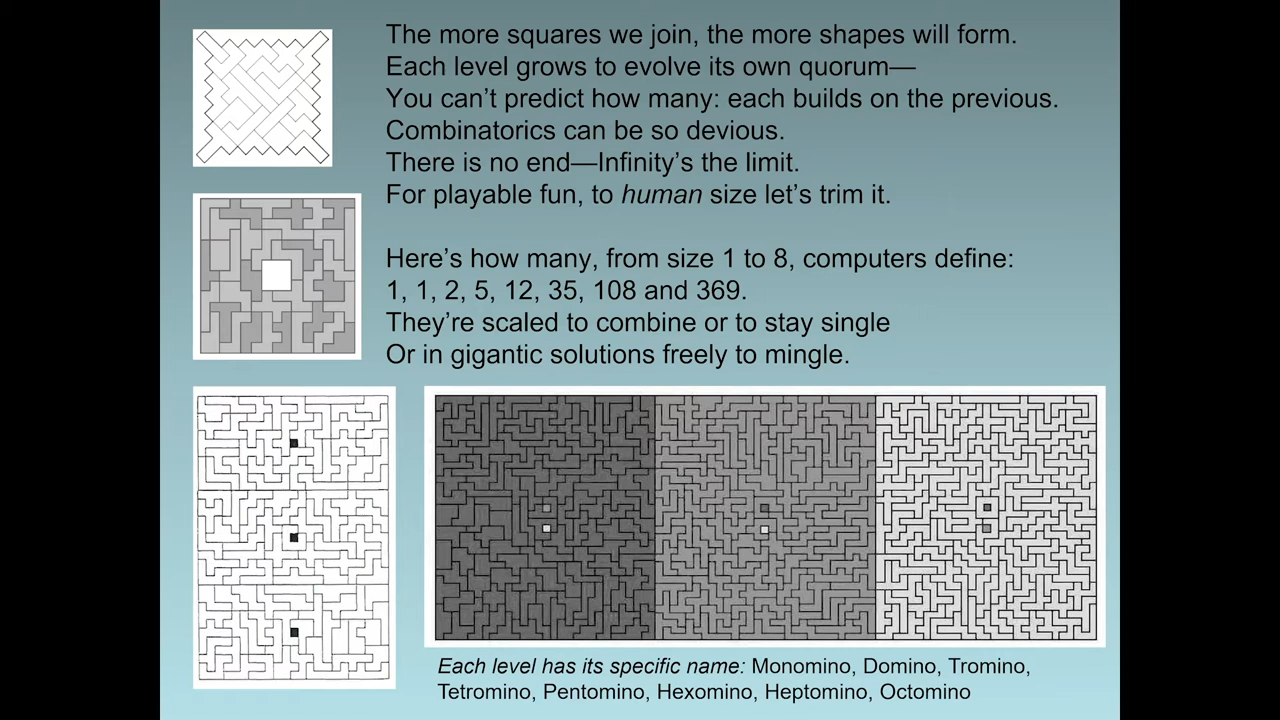 The more squares we join, the more shapes will form.
Each level grows to evolve its own quorum—
You can't predict how many: each builds on the previous.
Combinatorics can be so devious.
There is no end—Infinity's the limit.
For playable fun, to human size let's trim it.
Here's how many, from size 1 to 8, computers define:
1, 1, 2, 5, 12, 35, 108 and 369.
They're scaled to combine or to stay single
Or in gigantic solutions freely to mingle.
Each level has its specific name: Monomino, Domino, Tromino,
Tetromino, Pentomino, Hexomino, Heptomino, Octomino